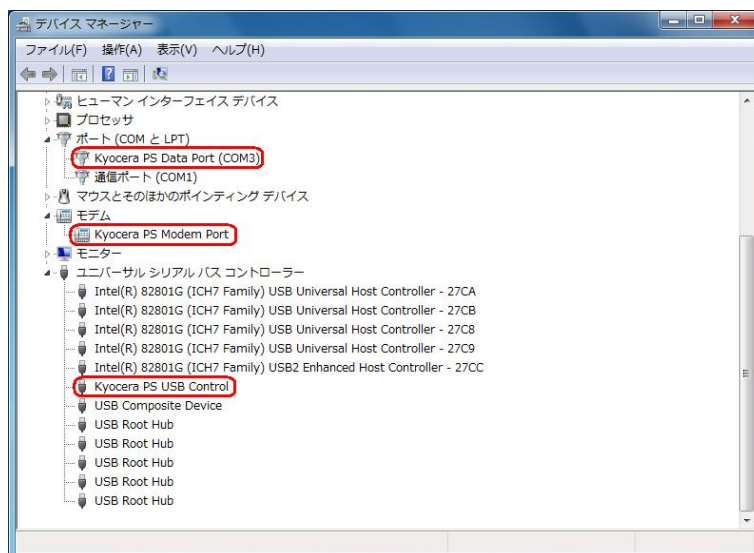 デバイス マネージャー
ファイル(F) 操作(A) 表示(V) ヘルプ(H)
ヒューマン インターフェイス デバイス
プロセッサ
ポート (COM と LPT)
Kyocera PS Data Port (COM3)
通信ポート (COM1)
マウスとそのほかのポインティング デバイス
モデム
Kyocera PS Modem Port
モニター
ユニバーサル シリアル バス コントローラー
Intel(R) 82801G (ICH7 Family) USB Universal Host Controller - 27CA
Intel(R) 82801G (ICH7 Family) USB Universal Host Controller - 27CB
Intel(R) 82801G (ICH7 Family) USB Universal Host Controller - 27C8
Intel(R) 82801G (ICH7 Family) USB Universal Host Controller - 27C9
Intel(R) 82801G (ICH7 Family) USB2 Enhanced Host Controller - 27CC
Kyocera PS USB Control
USB Composite Device
USB Root Hub
USB Root Hub
USB Root Hub
USB Root Hub
USB Root Hub